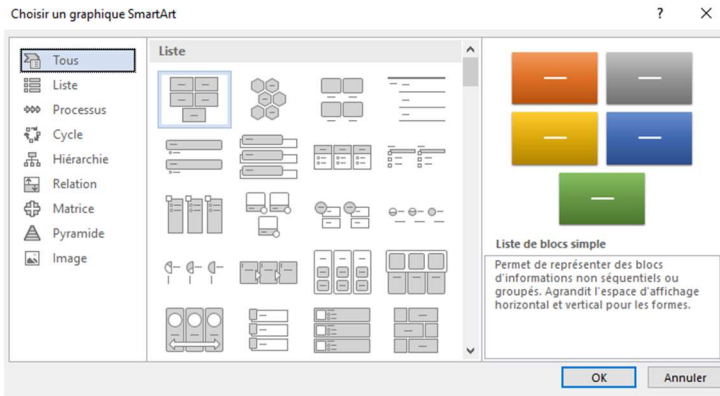 Choisir un graphique SmartArt
?
Tous
Liste
Processus
Cycle
Hiérarchie
Relation
Matrice
Pyramide
Image
Liste
Liste de blocs simple
Permet de représenter des blocs
d'informations non séquentiels ou
groupés. Agrandit l'espace d'affichage
horizontal et vertical pour les formes.
OK
Annuler